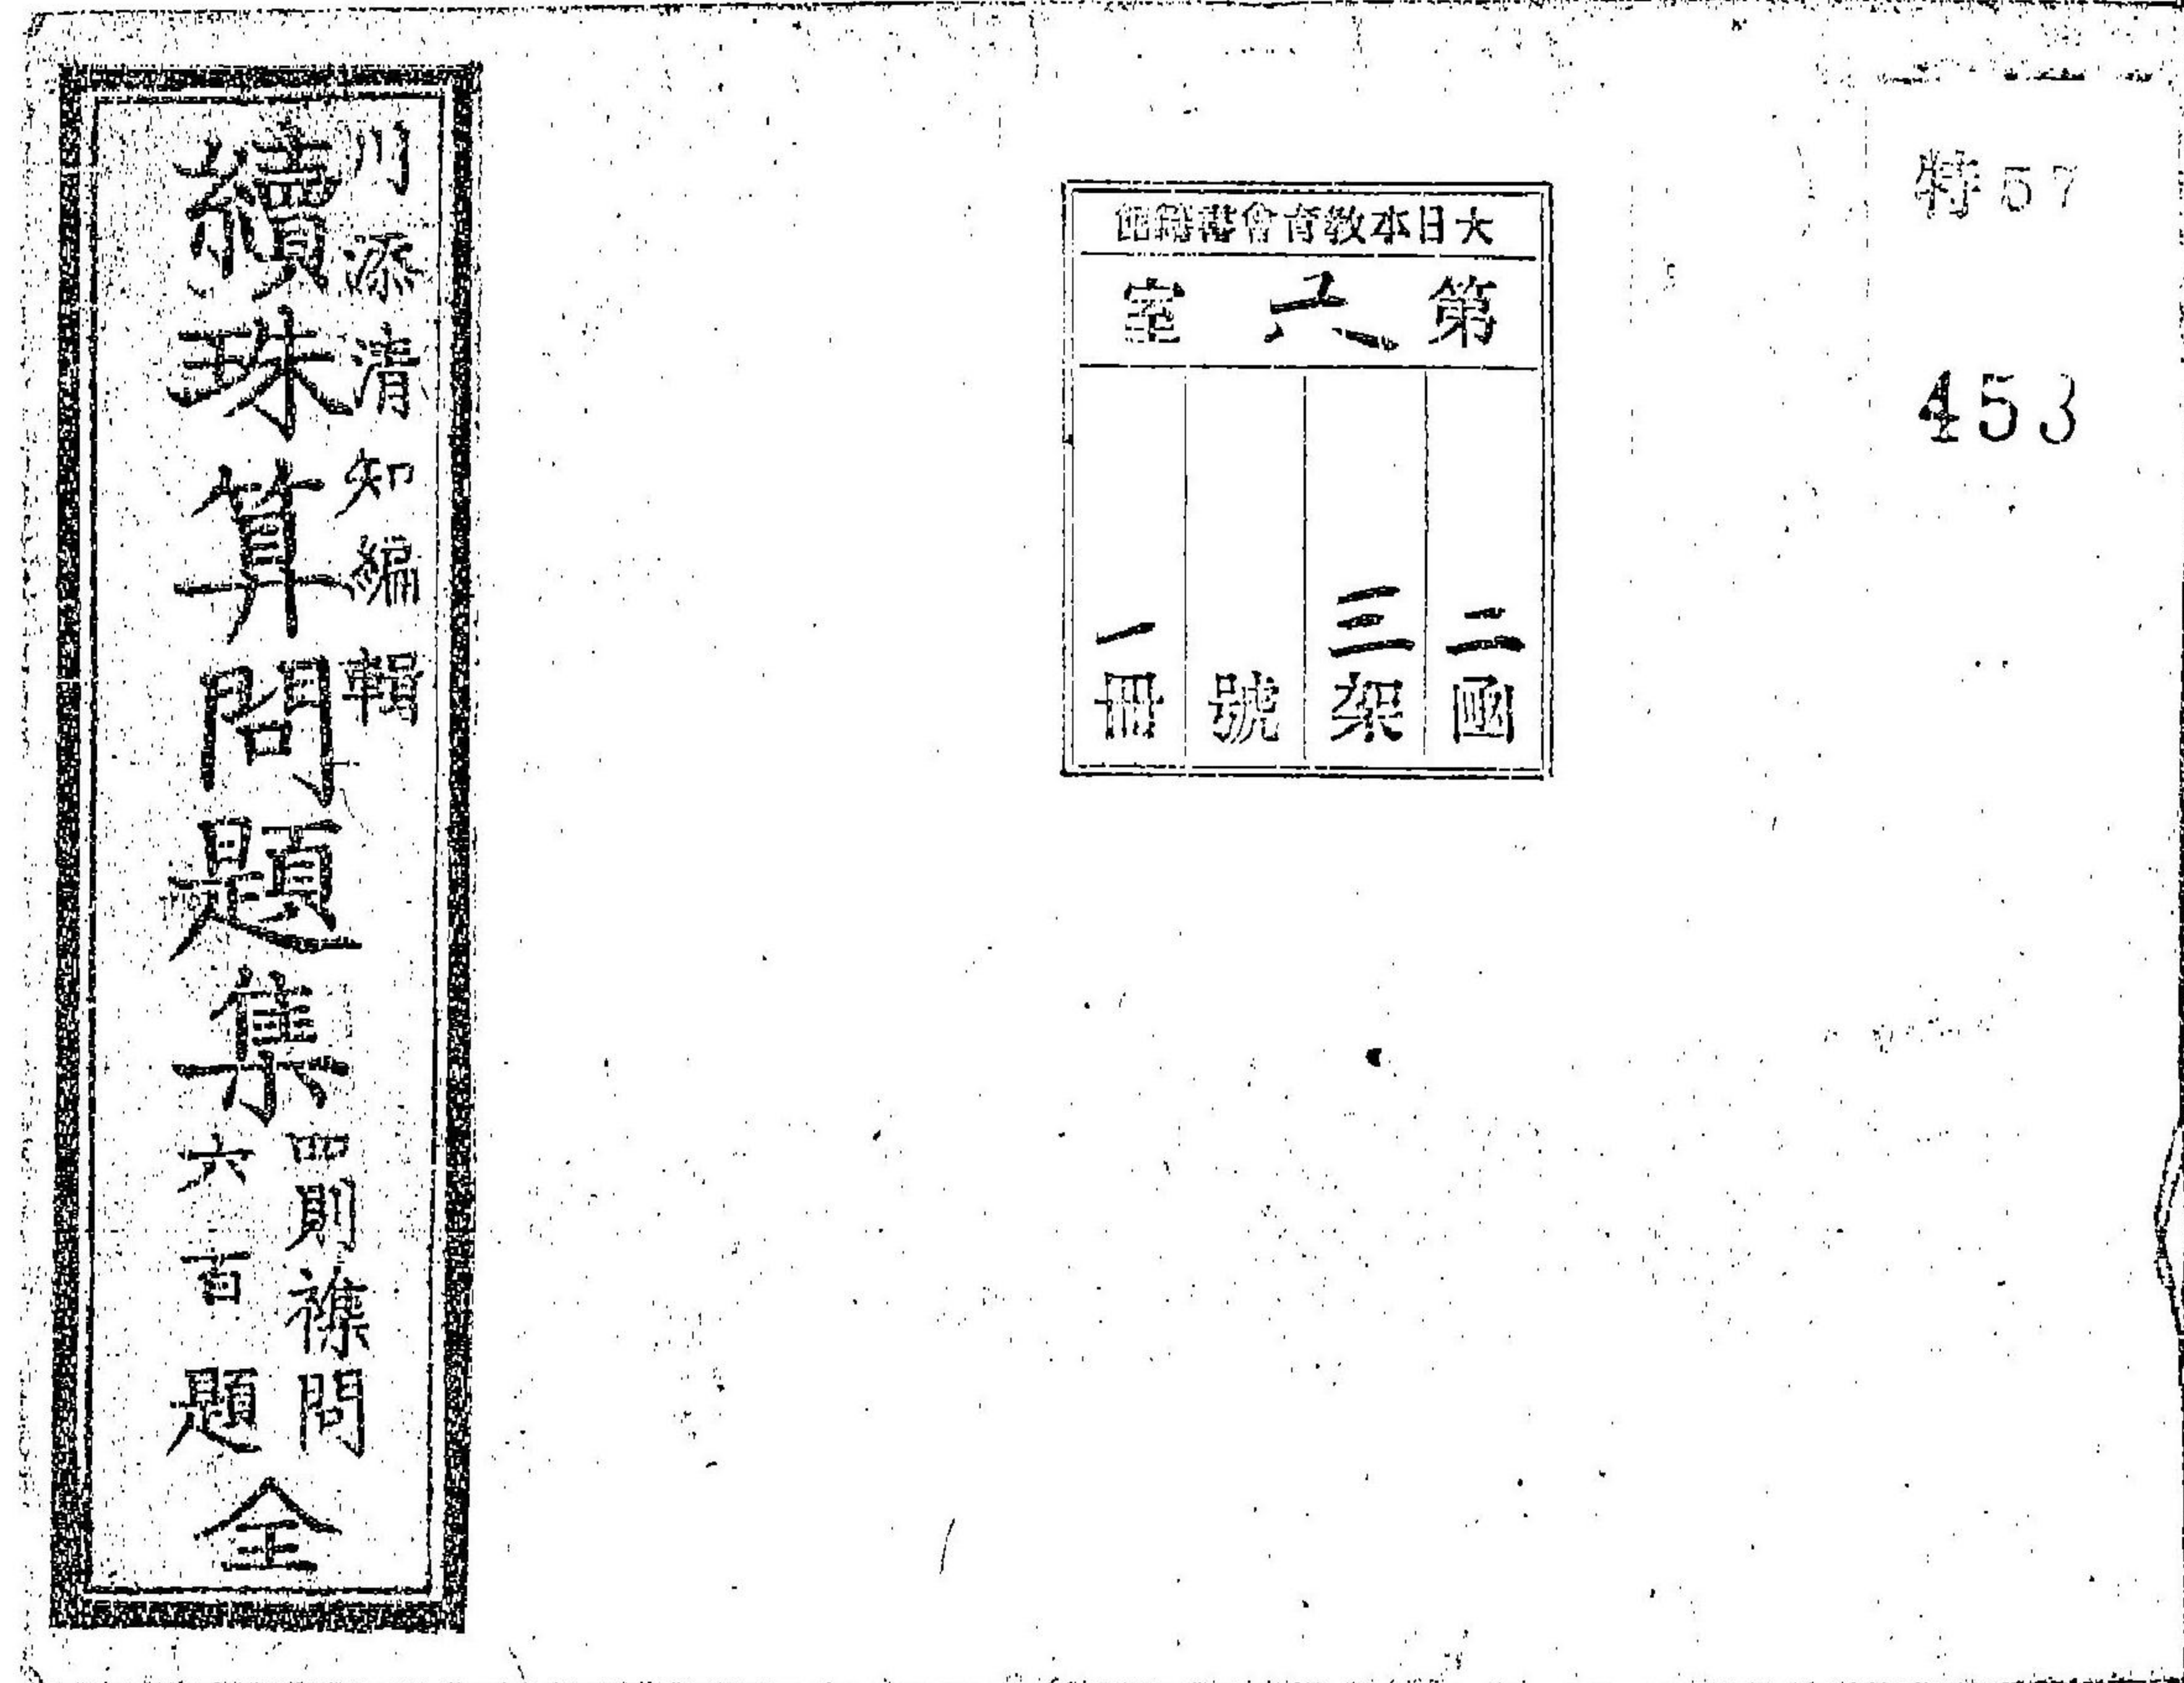 特57
453
大日本教育會書籍館
第六室
二函
三架
號
一冊
川添清知編輯
續珠算問題集
四則襍問
六百題
全